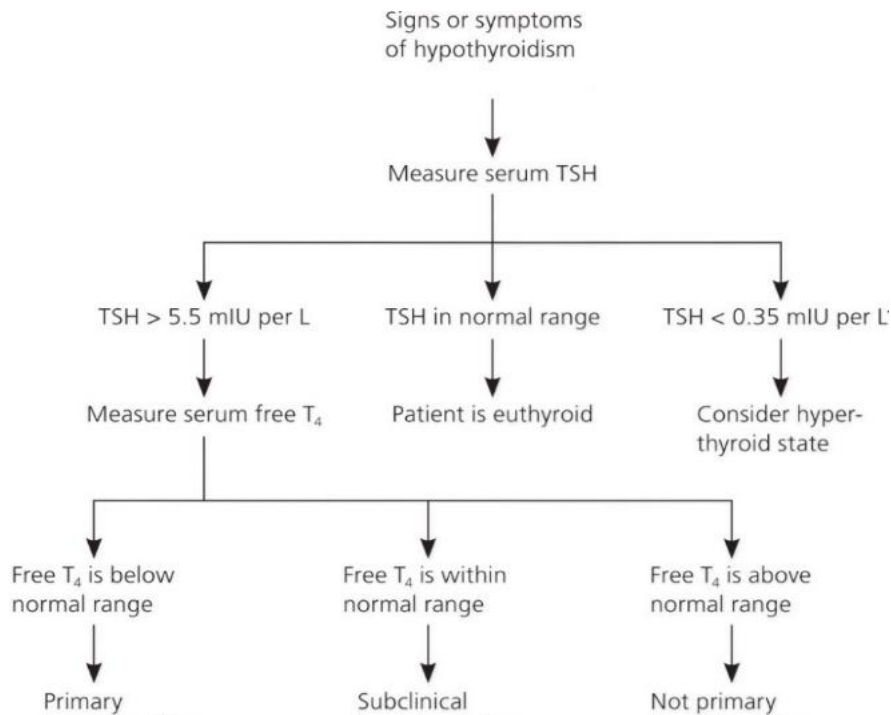 Signs or symptoms
of hypothyroidism
Measure serum TSH
TSH > 5.5 mIU per L
TSH in normal range
TSH < 0.35 mIU per L
Measure serum free T₄
Patient is euthyroid
Consider hyper-
thyroid state
Free T₄ is below
normal range
Free T₄ is within
normal range
Free T₄ is above
normal range
Primary
Subclinical
Not primary